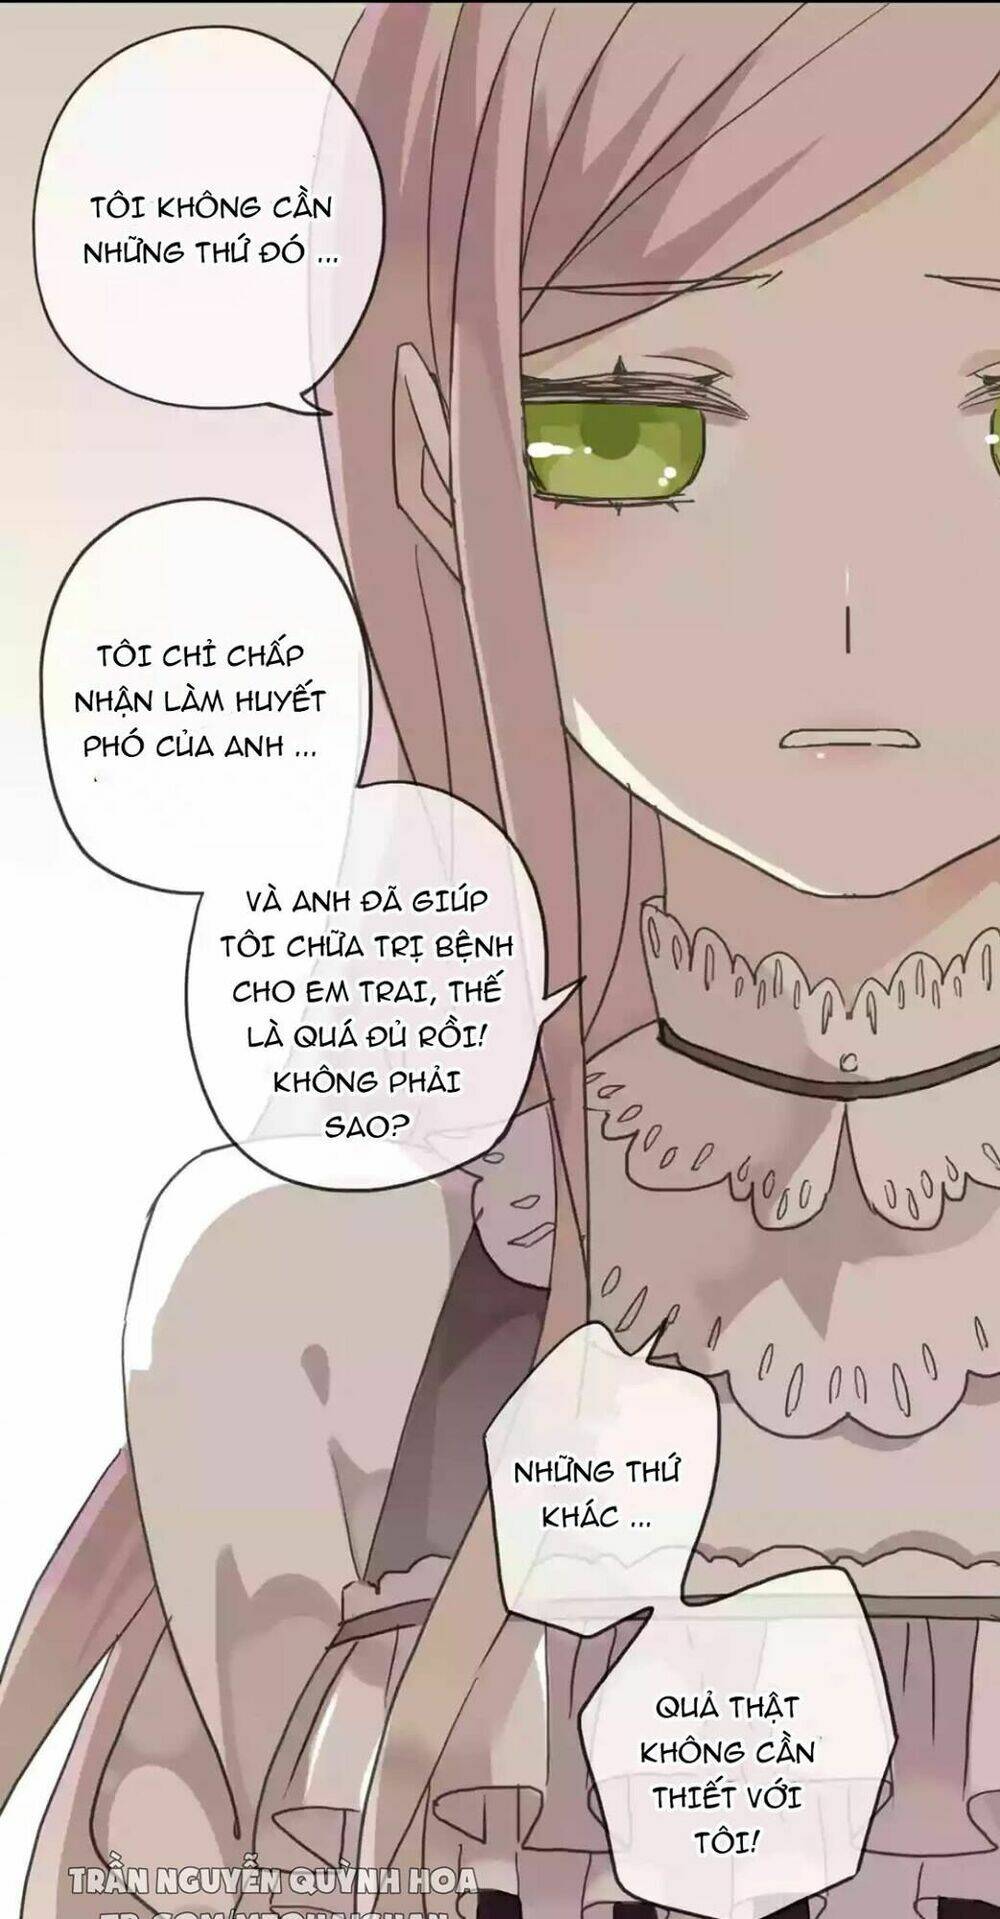 TÔI KHÔNG CẦN
NHỮNG THỨ ĐÓ ...
TÔI CHỈ CHẤP
NHẬN LÀM HUYẾT
PHÓ CỦA ANH ...
VÀ ANH ĐÃ GIÚP
TÔI CHỮA TRỊ BỆNH
CHO EM TRAI, THẾ
LÀ QUÁ ĐỦ RỒI!
KHÔNG PHẢI
SAO?
NHỮNG THỨ
KHÁC ...
QUẢ THẬT
KHÔNG CẦN
THIẾT VỚI
TÔI!
TRẦN NGUYỄN QUỲNH HOA